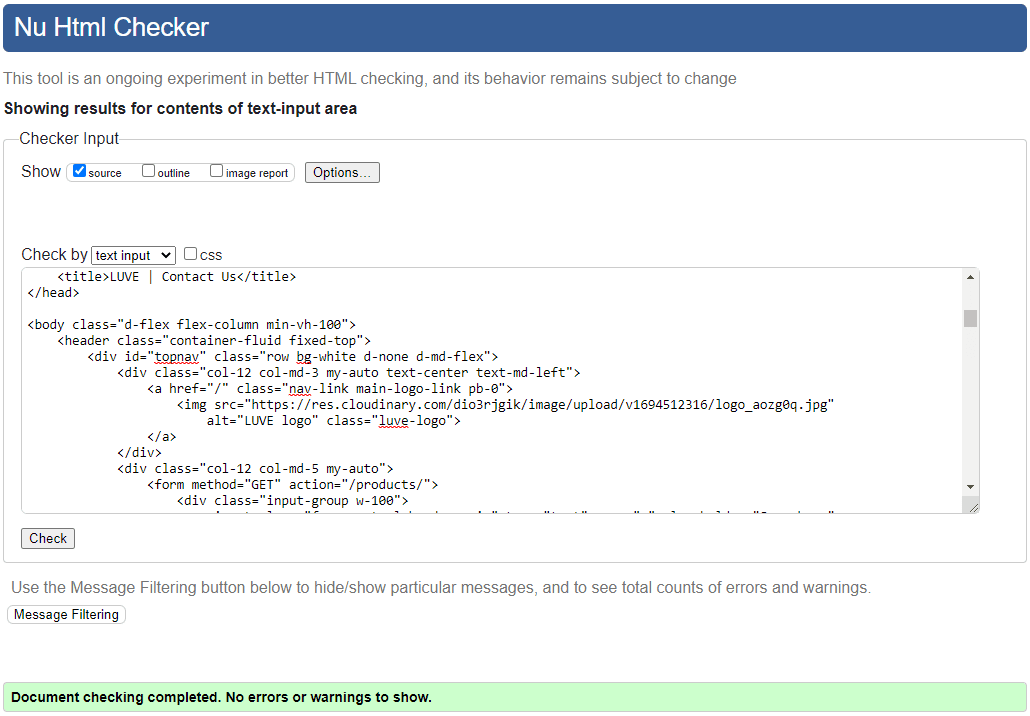 Nu Html Checker
This tool is an ongoing experiment in better HTML checking, and its behavior remains subject to change
Showing results for contents of text-input area
Checker Input
Show source outline image report Options...
Check by text input css
<title>LUVE | Contact Us</title>
</head>
<body class="d-flex flex-column min-vh-100">
<header class="container-fluid fixed-top">
<div id="topnav" class="row bg-white d-none d-md-flex">
<div class="col-12 col-md-3 my-auto text-center text-md-left">
<a href="/" class="nav-link main-logo-link pb-0">
<img src="https://res.cloudinary.com/dio3rjgik/image/upload/v1694512316/logo_aozg0q.jpg"
alt="LUVE logo" class="luve-logo">
</a>
</div>
<div class="col-12 col-md-5 my-auto">
<form method="GET" action="/products/">
<div class="input-group w-100">
Check
Use the Message Filtering button below to hide/show particular messages, and to see total counts of errors and warnings.
Message Filtering
Document checking completed. No errors or warnings to show.